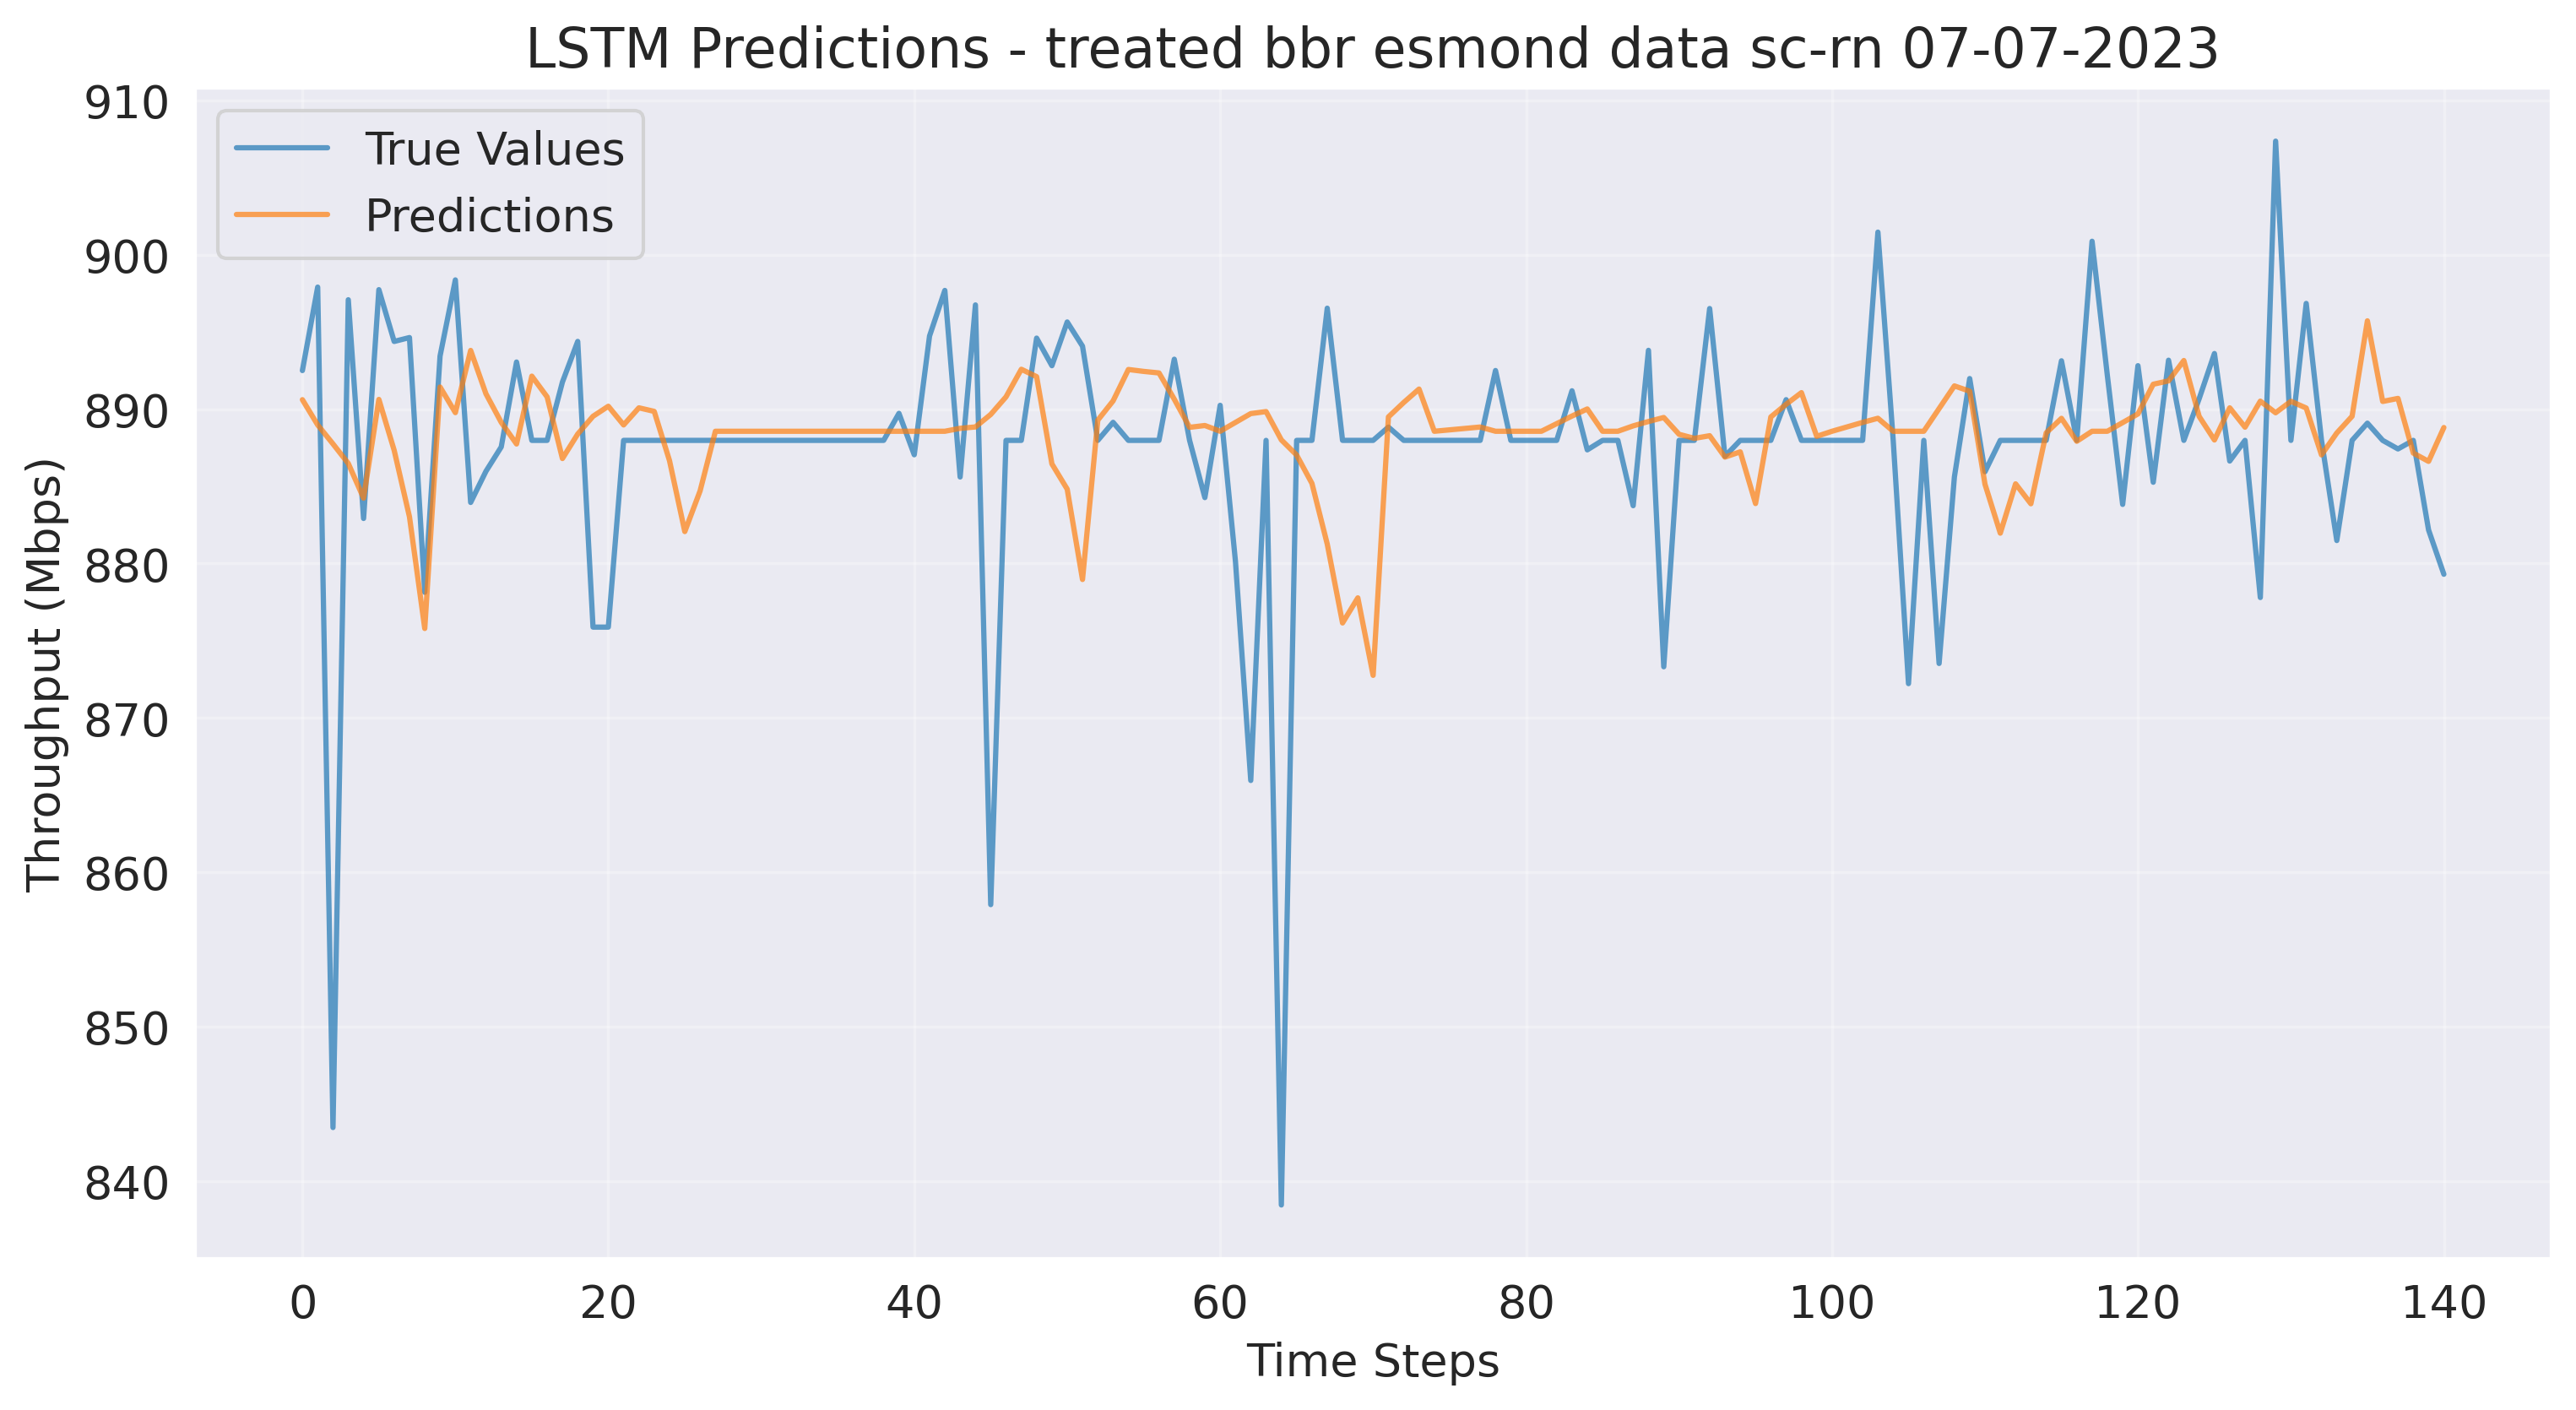 LSTM Predictions - treated bbr esmond data sc-rn 07-07-2023
True Values
Predictions
Throughput (Mbps)
910
900
890
880
870
860
850
840
0 20 40 60 80 100 120 140
Time Steps